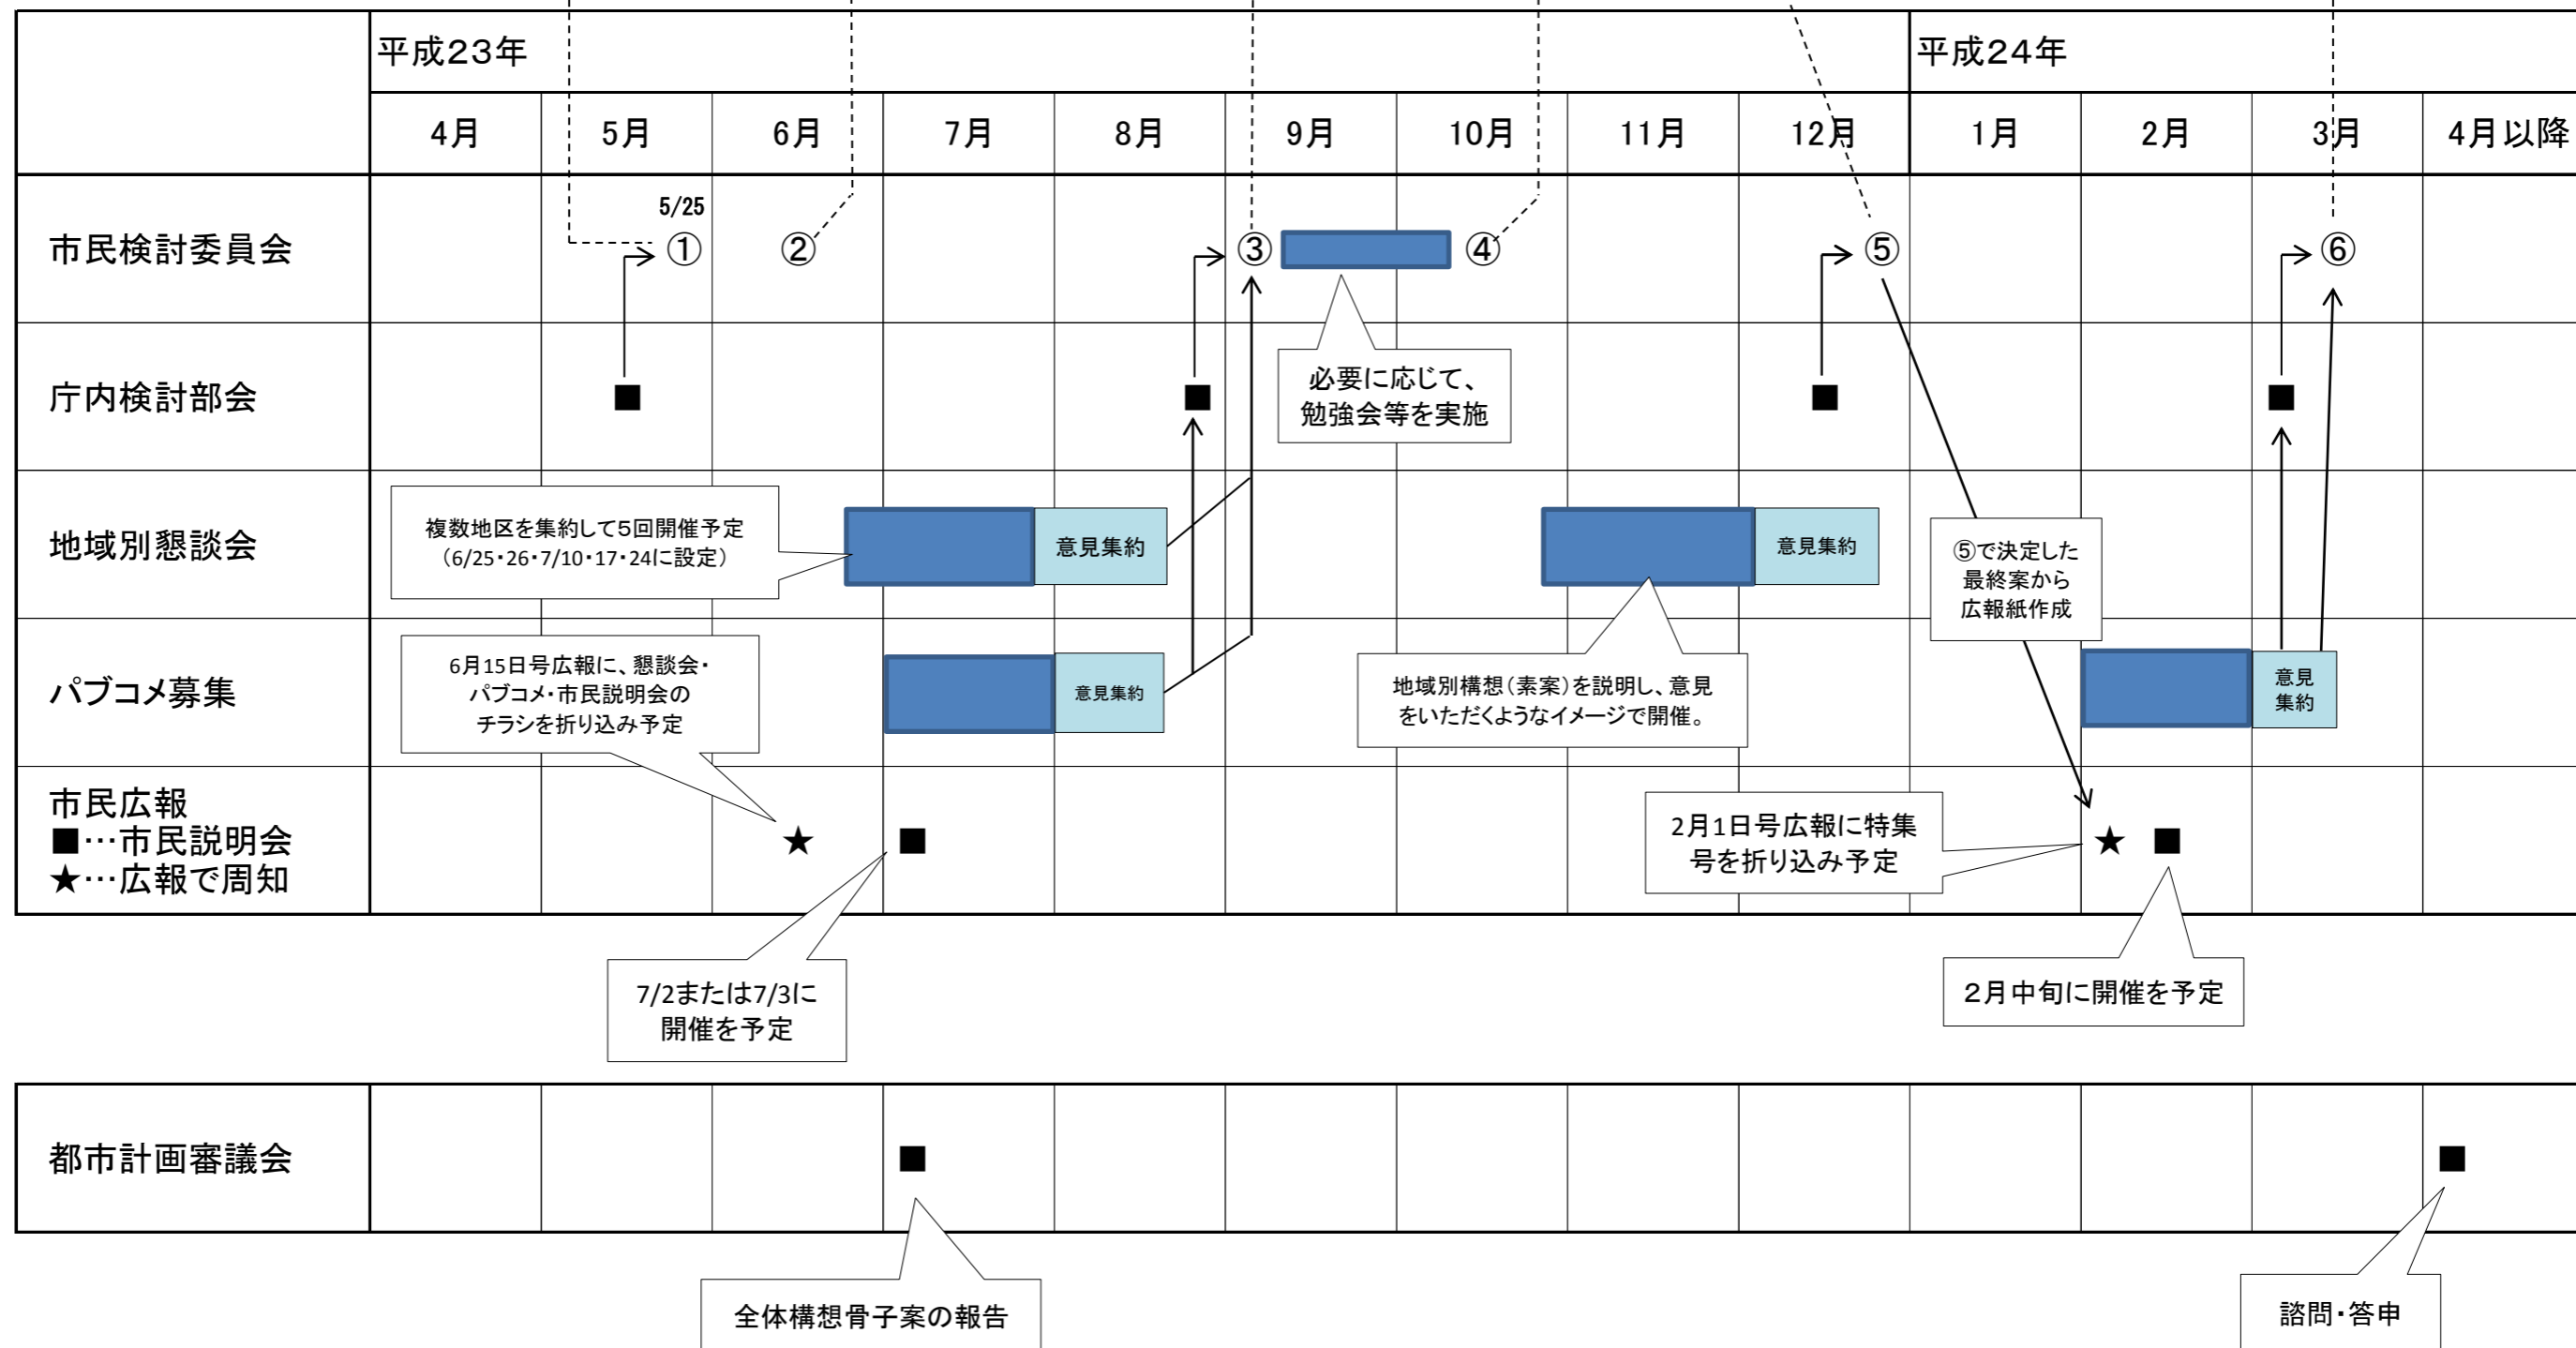 平成23年
平成24年
4月
5月
6月
7月
8月
9月
10月
11月
12月
1月
2月
3月
4月以降
市民検討委員会
5/25
①
②
③
④
⑤
⑥
必要に応じて、
勉強会等を実施
庁内検討部会
■
■
■
■
地域別懇談会
複数地区を集約して5回開催予定
（6/25・26・7/10・17・24に設定）
意見集約
意見集約
⑤で決定した
最終案から
広報紙作成
パブコメ募集
6月15日号広報に、懇談会・
パブコメ・市民説明会の
チラシを折り込み予定
意見集約
地域別構想（素案）を説明し、意見
をいただくようなイメージで開催。
意見
集約
市民広報
■…市民説明会
★…広報で周知
★
■
2月1日号広報に特集
号を折り込み予定
★
■
7/2または7/3に
開催を予定
２月中旬に開催を予定
都市計画審議会
■
■
全体構想骨子案の報告
諮問・答申